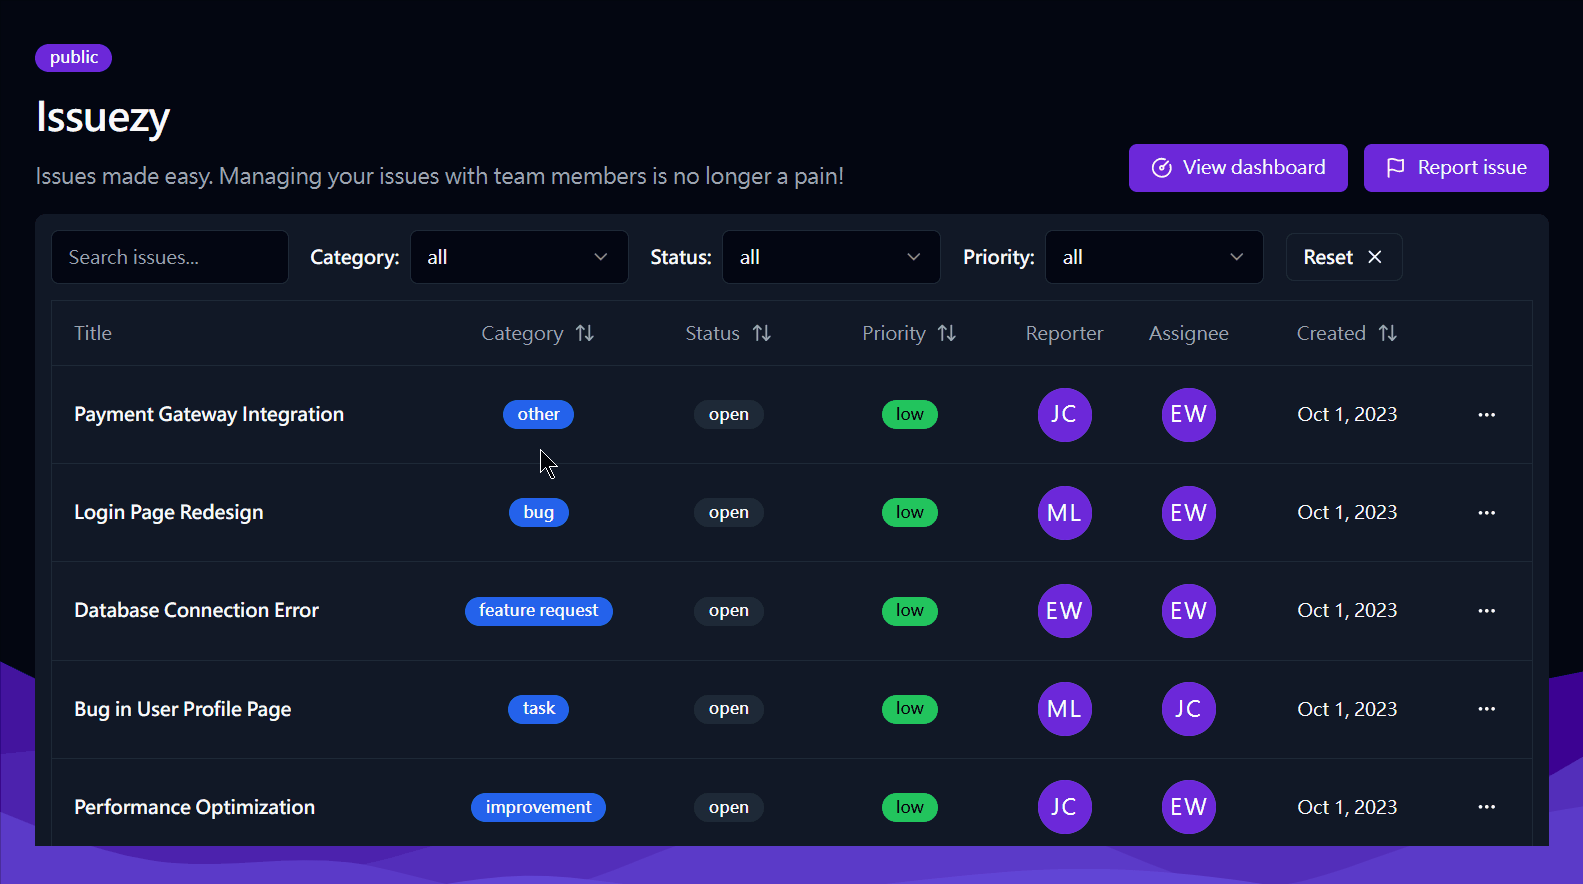 public
Issuezy
Issues made easy. Managing your issues with team members is no longer a pain!
View dashboard Report issue
Search issues... Category: all Status: all Priority: all Reset
Title Category Status Priority Reporter Assignee Created
Payment Gateway Integration other open low JC EW Oct 1, 2023
Login Page Redesign bug open low ML EW Oct 1, 2023
Database Connection Error feature request open low EW EW Oct 1, 2023
Bug in User Profile Page task open low ML JC Oct 1, 2023
Performance Optimization improvement open low JC EW Oct 1, 2023